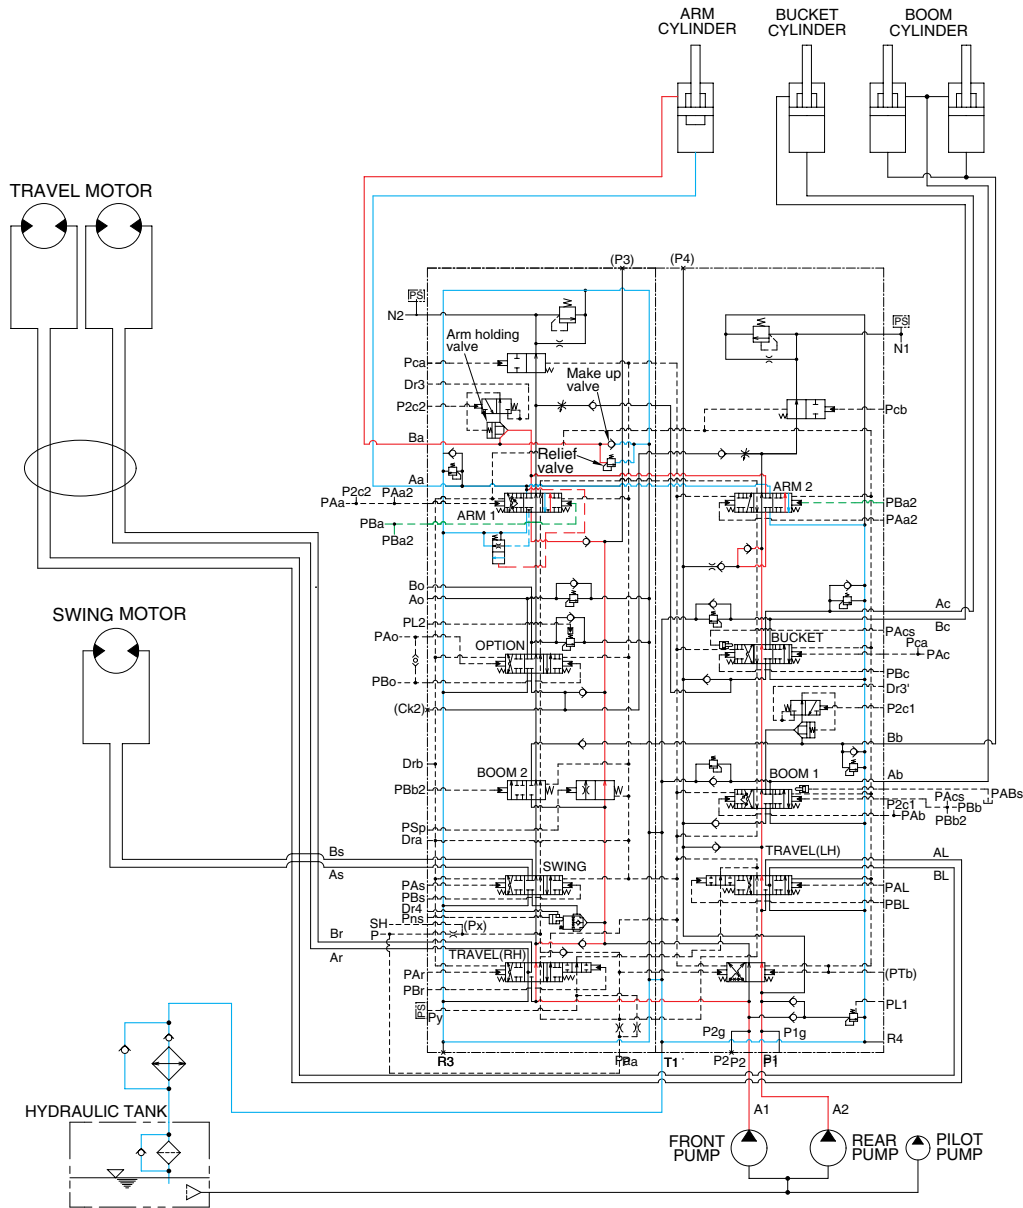 ARM
CYLINDER
BUCKET
CYLINDER
BOOM
CYLINDER
TRAVEL MOTOR
(P3)
(P4)
PS
N2
PS
N1
Arm holding
valve
Pca
Make up
valve
Dr3
P2c2
Pcb
Ba
Relief
valve
Aa
P2c2
PAa2
PAa
ARM 1
ARM 2
PBa2
PBa
PAa2
PBa2
Bo
Ao
Ac
PL2
Bc
PAo
PAcs
BUCKET
Pca
OPTION
PAc
PBo
PBc
Dr3'
(Ck2)
P2c1
SWING MOTOR
Bb
Drb
BOOM 2
BOOM 1
Ab
PBb2
PAcs
PABs
P2c1
PBb
PAb
PBb2
PSp
Dra
Bs
TRAVEL(LH)
AL
As
SWING
BL
PAs
PAL
PBs
PBL
Dr4
Pns
SH
(Px)
P
Br
Ar
TRAVEL(RH)
PAr
(PTb)
PBr
PS
Py
PL1
P2g
P1g
R4
R3
Pp
Pa
T1
P2
P2
P1
P1
HYDRAULIC TANK
A1
A2
FRONT
PUMP
REAR
PUMP
PILOT
PUMP